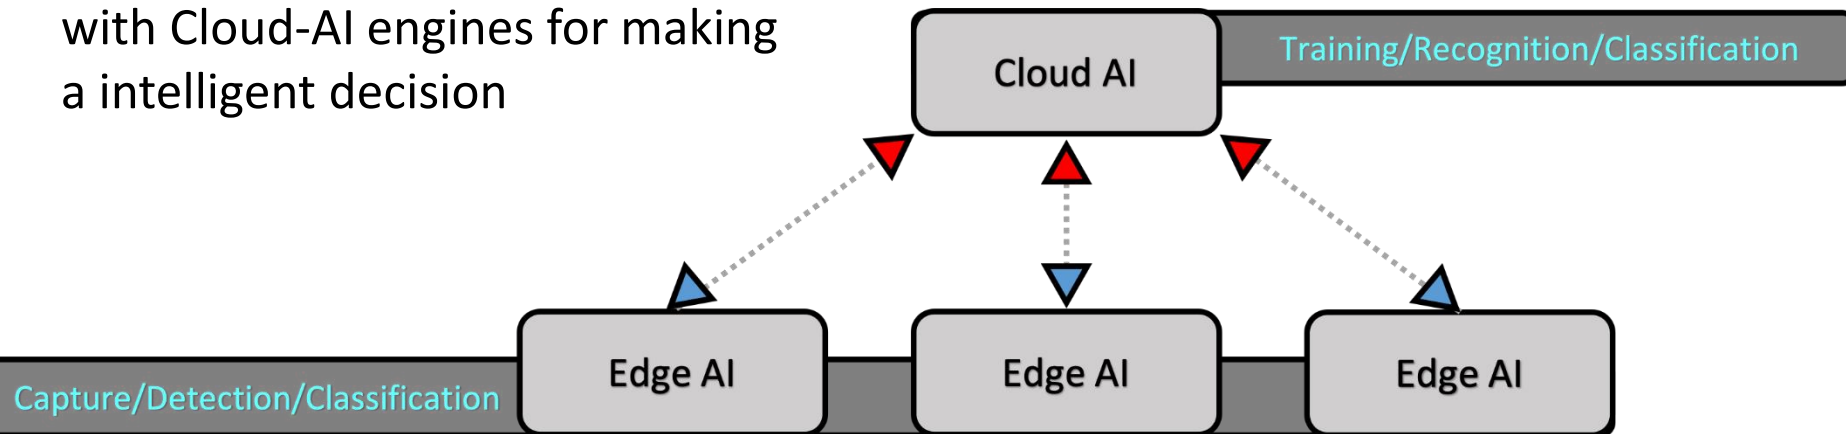 with Cloud-AI engines for making
a intelligent decision
Cloud AI
Training/Recognition/Classification
Edge AI
Edge AI
Edge AI
Capture/Detection/Classification